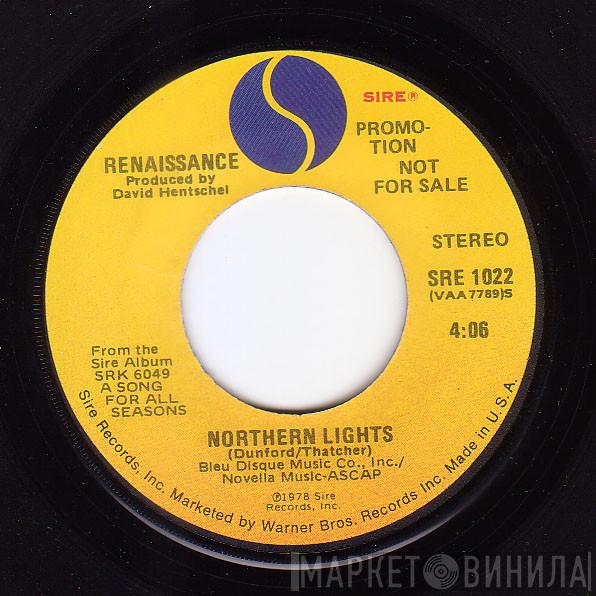 SIRE®
PROMO-
TION
NOT
FOR SALE
RENAISSANCE
Produced by
David Hentschel
STEREO
SRE 1022
(VAA7789)S
4:06
From the
Sire Album
SRK 6049
A SONG
FOR ALL
SEASONS
NORTHERN LIGHTS
(Dunford/Thatcher)
Bleu Disque Music Co., Inc./
Novella Music-ASCAP
℗1978 Sire
Records, Inc.
Sire Records, Inc. Marketed by Warner Bros. Records Inc. Made in U.S.A.
МАРКЕТ ВИНИЛА